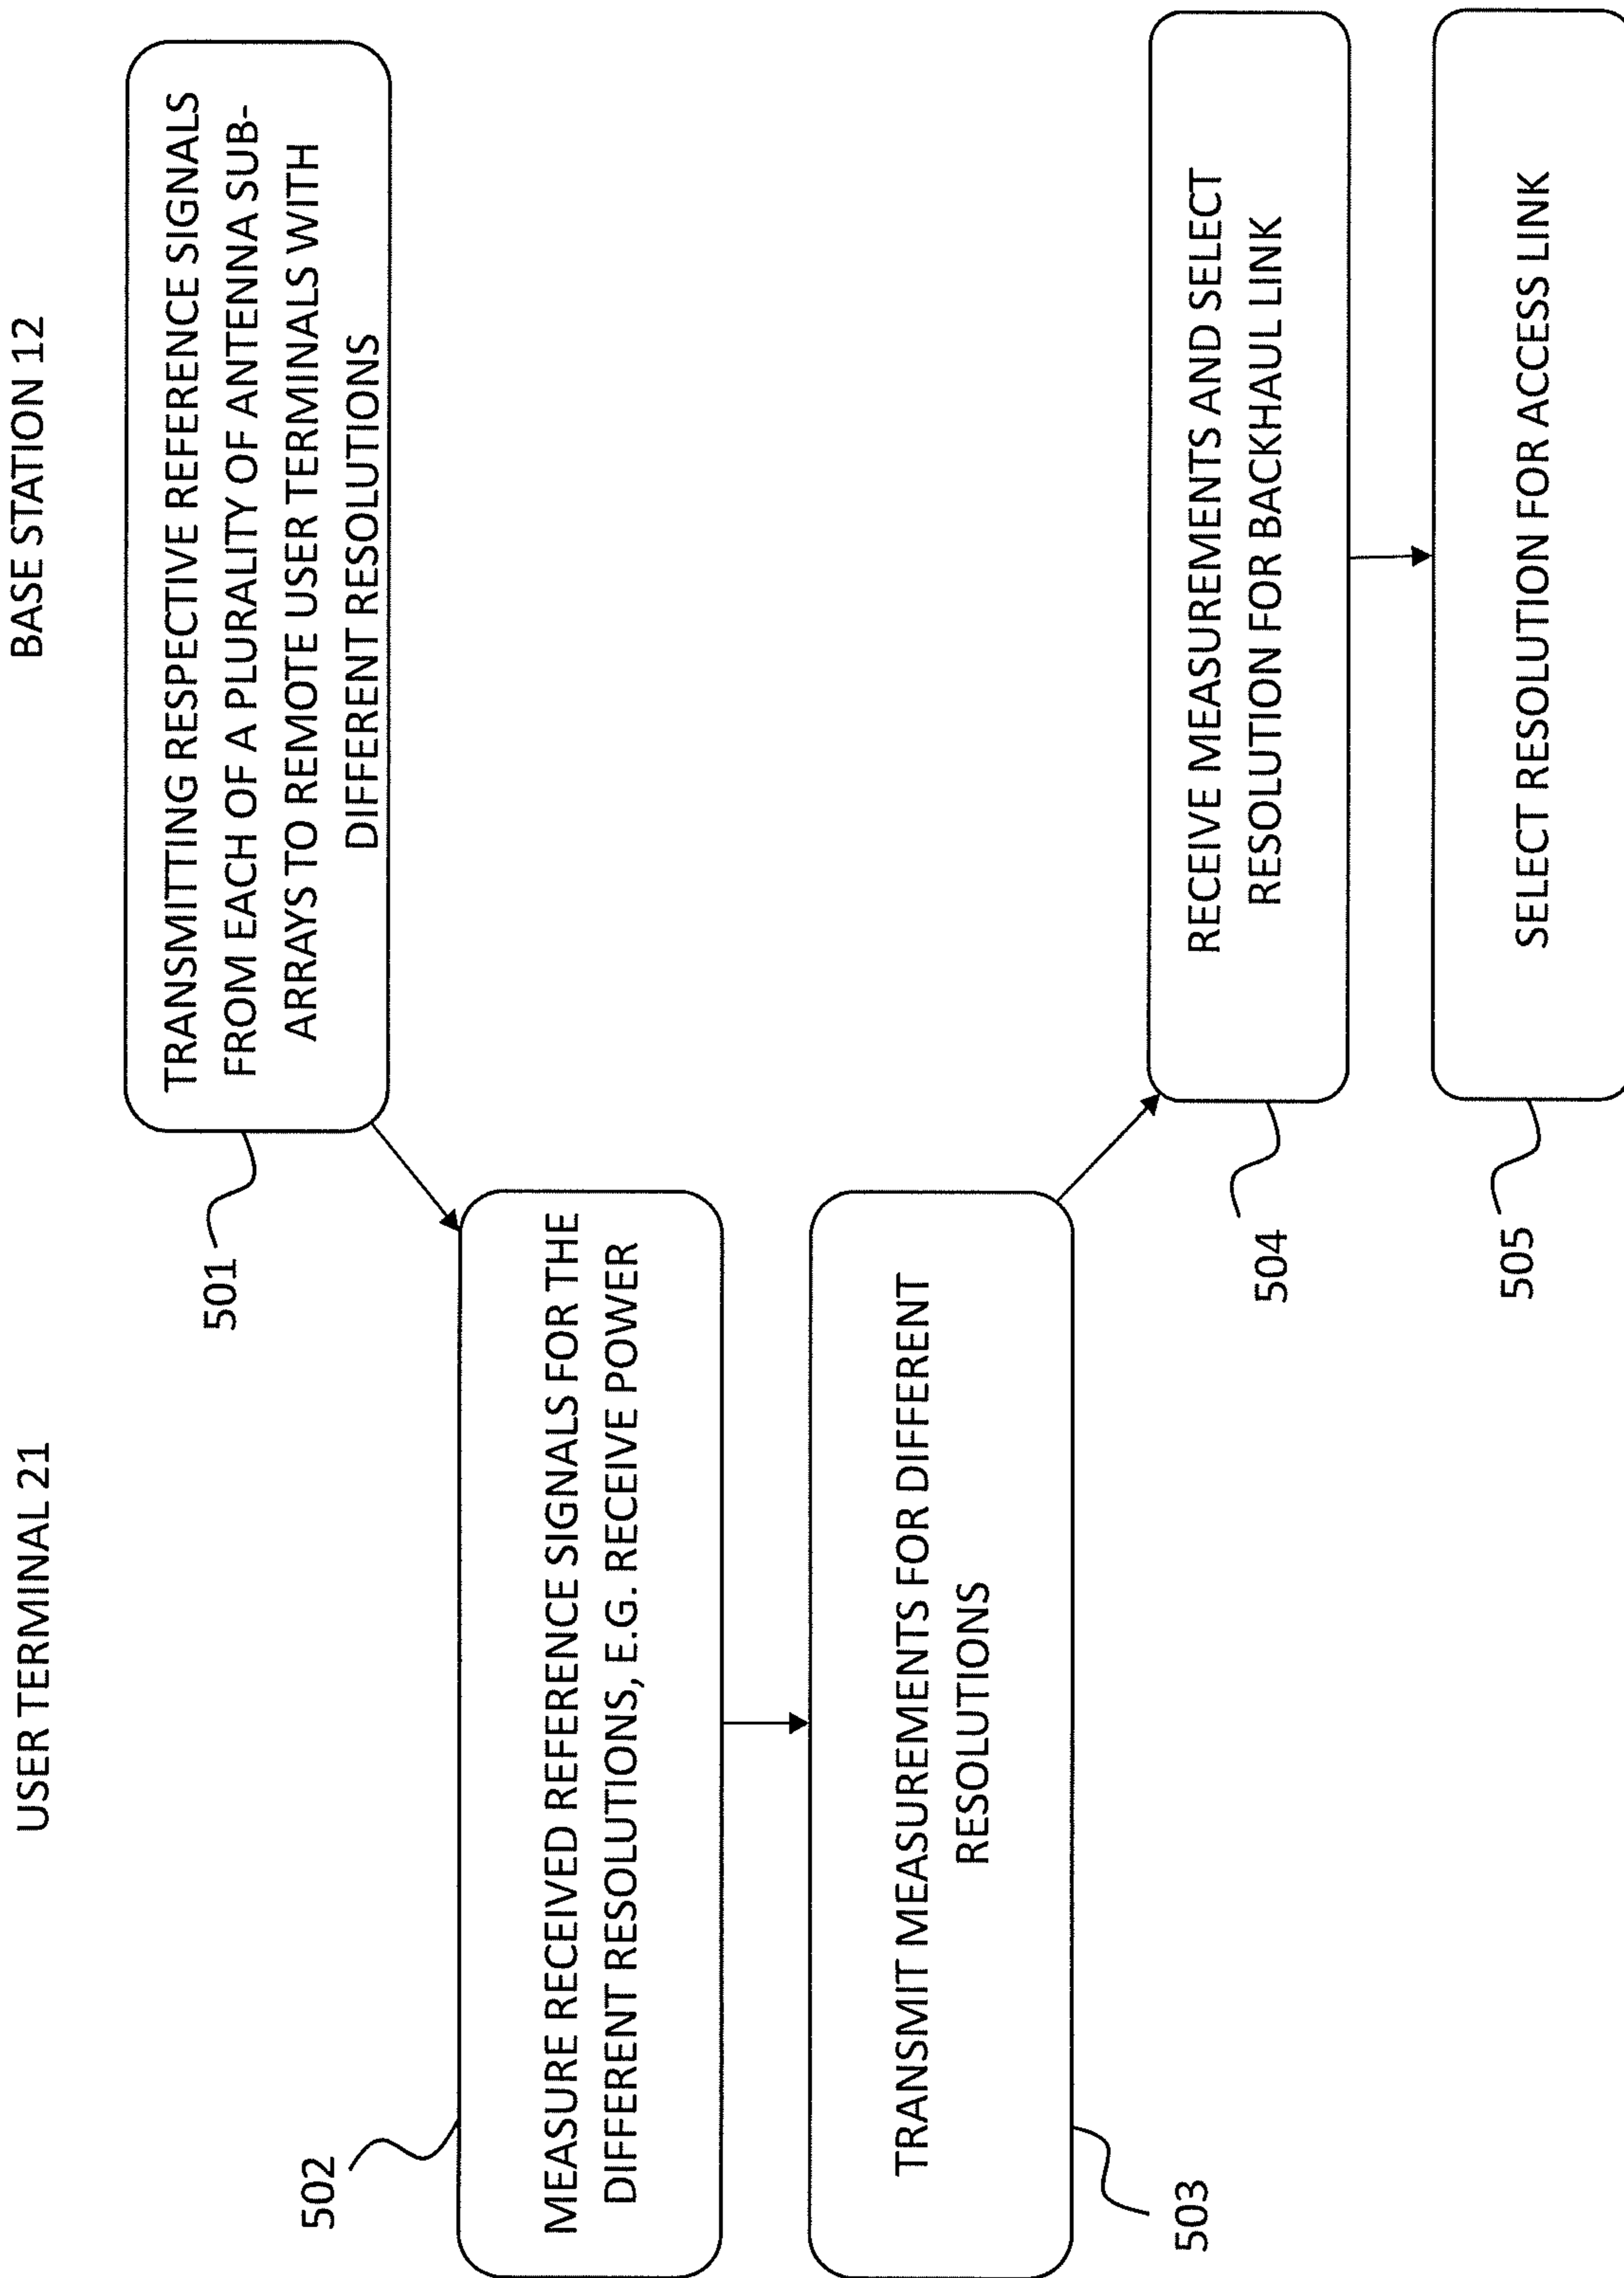 USER TERMINAL 21
BASE STATION 12
TRANSMITTING RESPECTIVE REFERENCE SIGNALS
FROM EACH OF A PLURALITY OF ANTENNA SUB-
ARRAYS TO REMOTE USER TERMINALS WITH
DIFFERENT RESOLUTIONS
501
502
MEASURE RECEIVED REFERENCE SIGNALS FOR THE
DIFFERENT RESOLUTIONS, E.G. RECEIVE POWER
TRANSMIT MEASUREMENTS FOR DIFFERENT
RESOLUTIONS
503
RECEIVE MEASUREMENTS AND SELECT
RESOLUTION FOR BACKHAUL LINK
504
SELECT RESOLUTION FOR ACCESS LINK
505